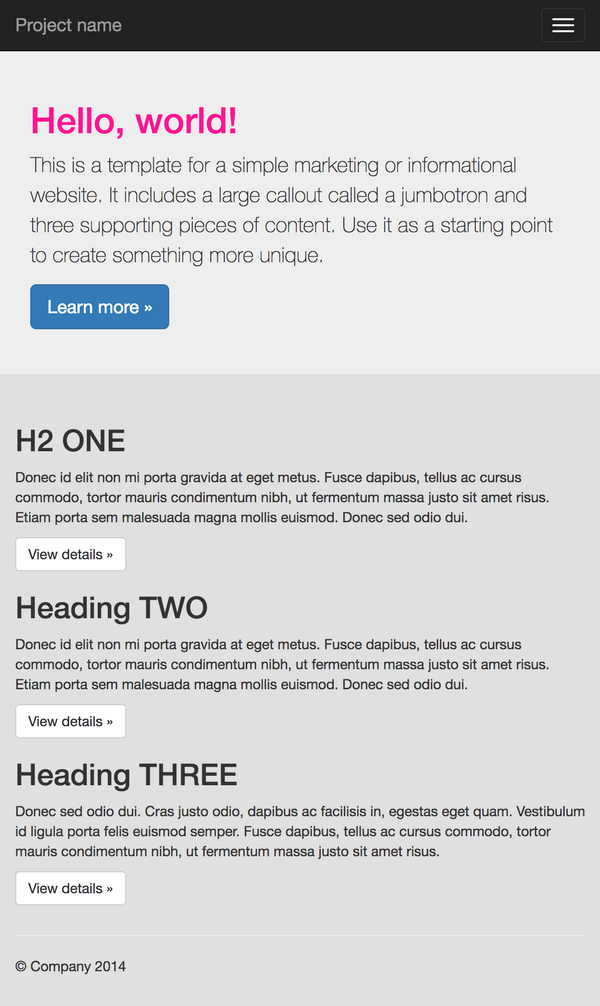 Project name
Hello, world!
This is a template for a simple marketing or informational
website. It includes a large callout called a jumbotron and
three supporting pieces of content. Use it as a starting point
to create something more unique.
Learn more »
H2 ONE
Donec id elit non mi porta gravida at eget metus. Fusce dapibus, tellus ac cursus
commodo, tortor mauris condimentum nibh, ut fermentum massa justo sit amet risus.
Etiam porta sem malesuada magna mollis euismod. Donec sed odio dui.
View details »
Heading TWO
Donec id elit non mi porta gravida at eget metus. Fusce dapibus, tellus ac cursus
commodo, tortor mauris condimentum nibh, ut fermentum massa justo sit amet risus.
Etiam porta sem malesuada magna mollis euismod. Donec sed odio dui.
View details »
Heading THREE
Donec sed odio dui. Cras justo odio, dapibus ac facilisis in, egestas eget quam. Vestibulum
id ligula porta felis euismod semper. Fusce dapibus, tellus ac cursus commodo, tortor
mauris condimentum nibh, ut fermentum massa justo sit amet risus.
View details »
© Company 2014